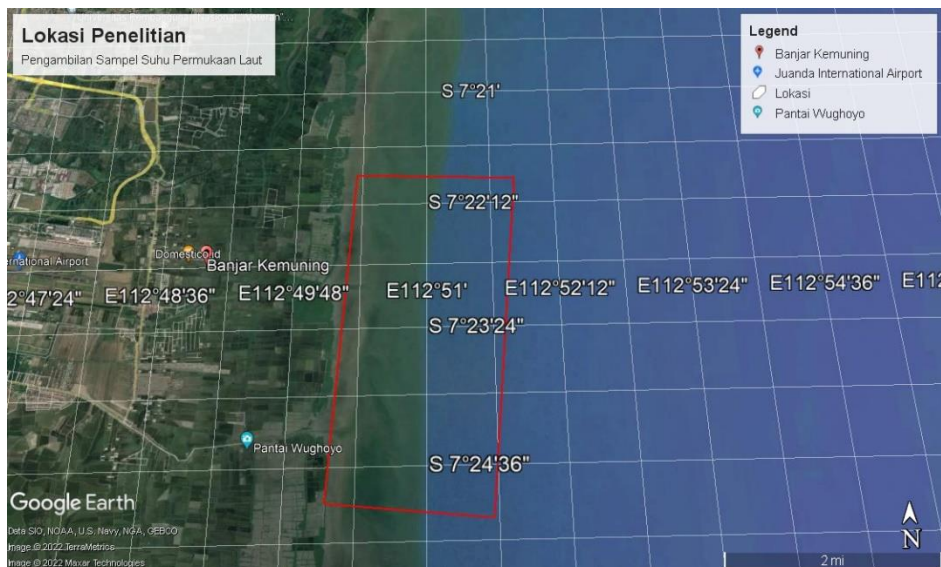 Lokasi Penelitian
Pengambilan Sampel Suhu Permukaan Laut
Legend
Banjar Kemuning
Juanda International Airport
Lokasi
Pantai Wughoyo
S 7°21'
S 7°22'12"
Banjar Kemuning
2°47'24"
E112°48'36"
E112°49'48"
E112°51'
E112°52'12"
E112°53'24"
E112°54'36"
E112
S 7°23'24"
Pantai Wughoyo
S 7°24'36"
Google Earth
Data SIO, NOAA, U.S. Navy, NGA, GEBCO
Image © 2022 TerraMetrics
Image © 2022 Maxar Technologies
N
2 mi